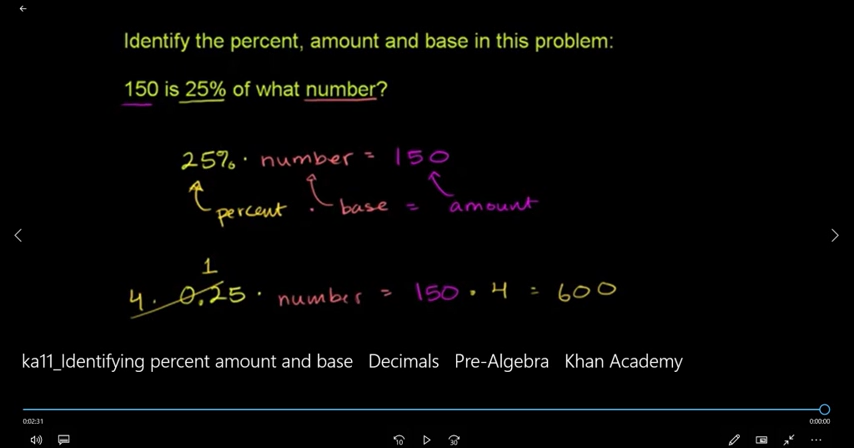 Identify the percent, amount and base in this problem:
150 is 25% of what number?
25% · number = 150
percent · base = amount
1
4 · 0.25 · number = 150 · 4 = 600
ka11_Identifying percent amount and base Decimals Pre-Algebra Khan Academy
0:02:31 0:00:00
10 30